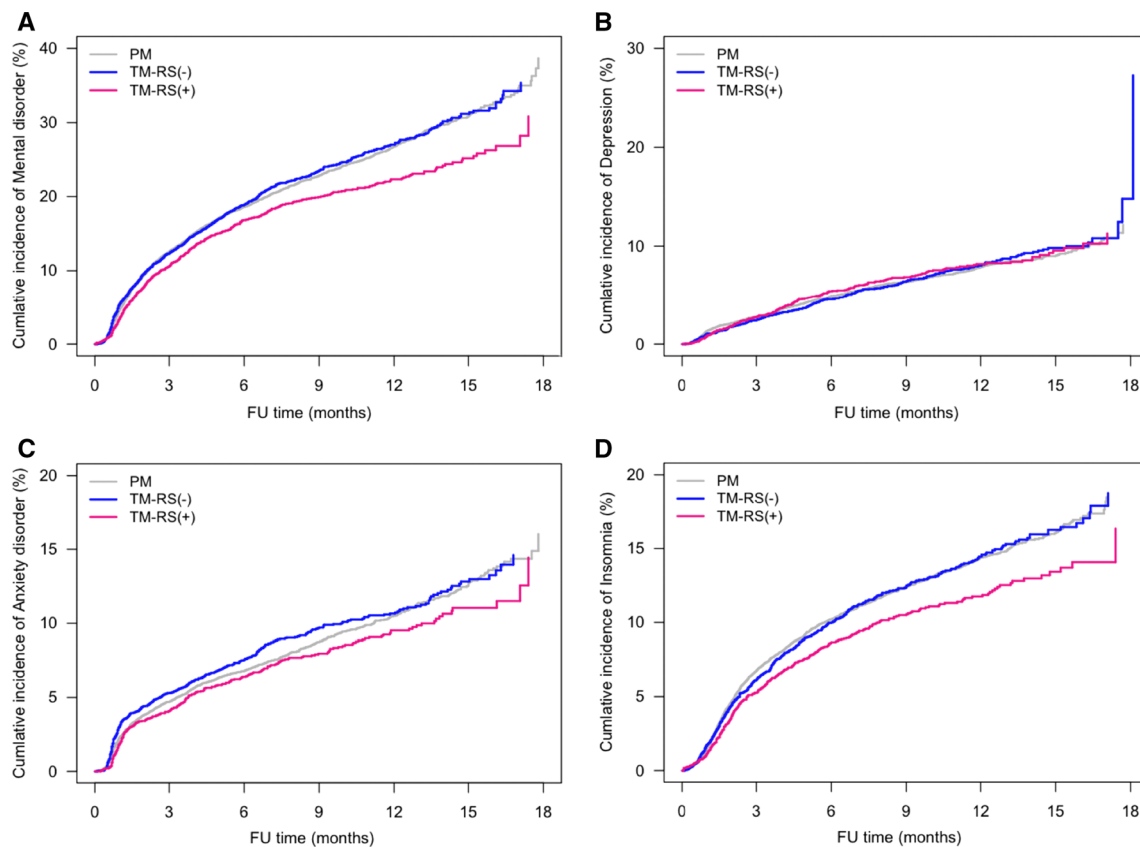 A
Cumlative incidence of Mental disorder (%)
40
30
20
10
0
PM
TM-RS(-)
TM-RS(+)
0 3 6 9 12 15 18
FU time (months)
B
Cumlative incidence of Depression (%)
30
20
10
0
PM
TM-RS(-)
TM-RS(+)
0 3 6 9 12 15 18
FU time (months)
C
Cumlative incidence of Anxiety disorder (%)
20
15
10
5
0
PM
TM-RS(-)
TM-RS(+)
0 3 6 9 12 15 18
FU time (months)
D
Cumlative incidence of Insomnia (%)
20
15
10
5
0
PM
TM-RS(-)
TM-RS(+)
0 3 6 9 12 15 18
FU time (months)